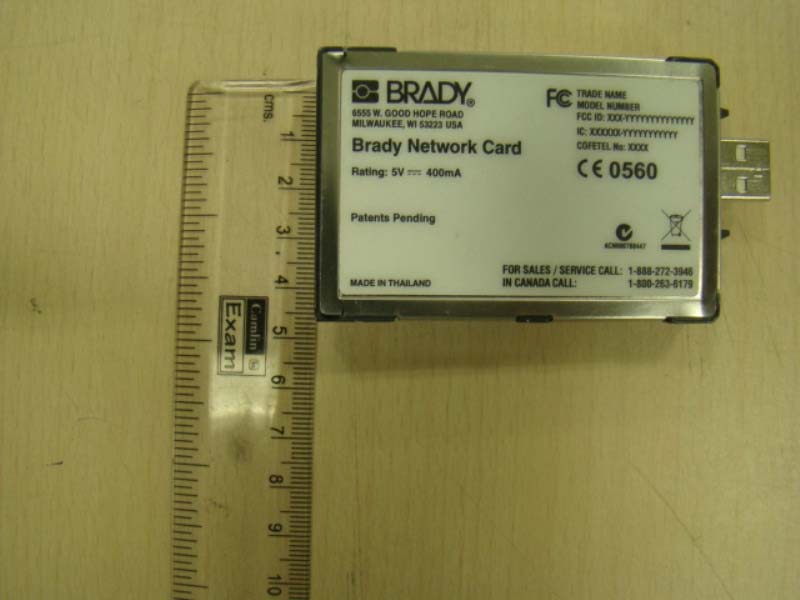 BRADY®
6555 W. GOOD HOPE ROAD
MILWAUKEE, WI 53223 USA
Brady Network Card
Rating: 5V ⎓ 400mA
Patents Pending
MADE IN THAILAND
FC TRADE NAME
MODEL NUMBER
FCC ID: XXX-YYYYYYYYYYYYYY
IC: XXXXXX-YYYYYYYYYYY
COFETEL No: XXXX
CE 0560
FOR SALES / SERVICE CALL: 1-888-272-3946
IN CANADA CALL: 1-800-263-6179
cms.
1
2
3
4
5
6
7
8
9
10
Camlin
Exam